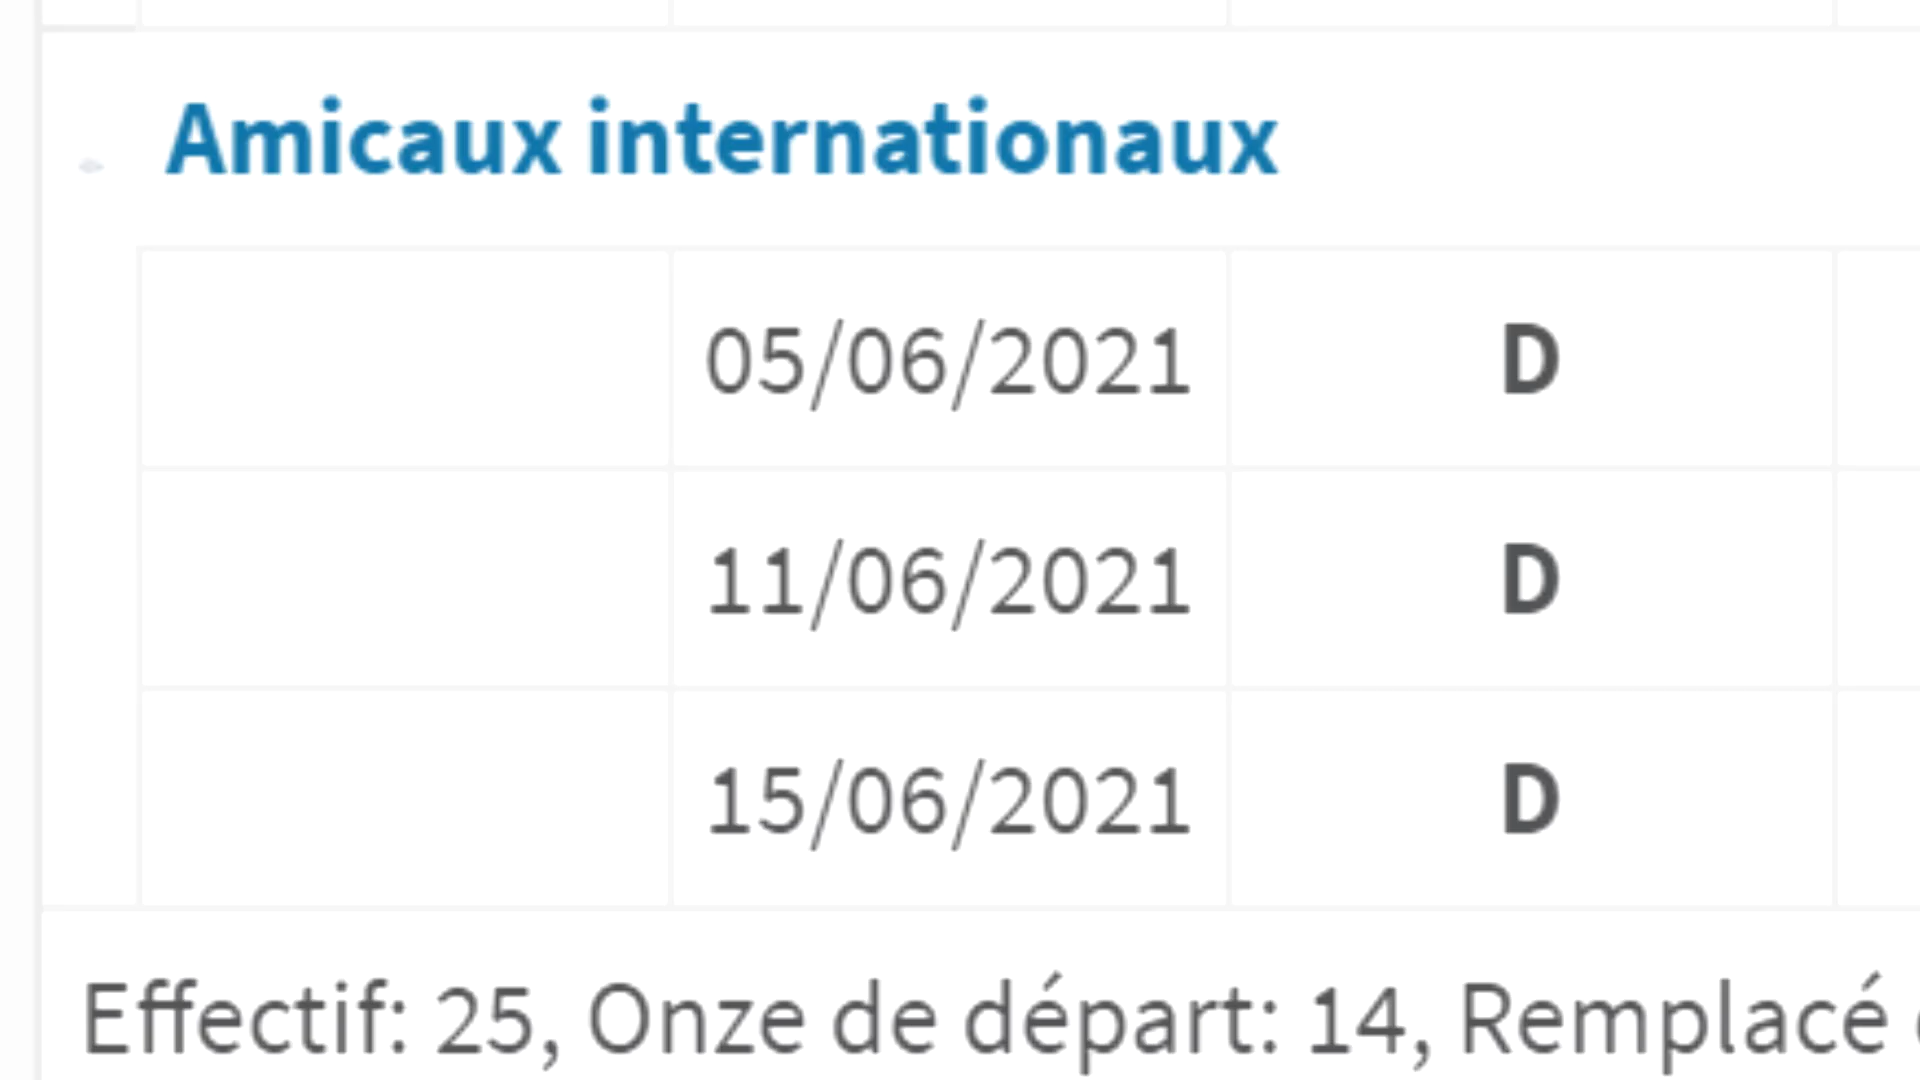 Amicaux internationaux
05/06/2021 D
11/06/2021 D
15/06/2021 D
Effectif: 25, Onze de départ: 14, Remplacé